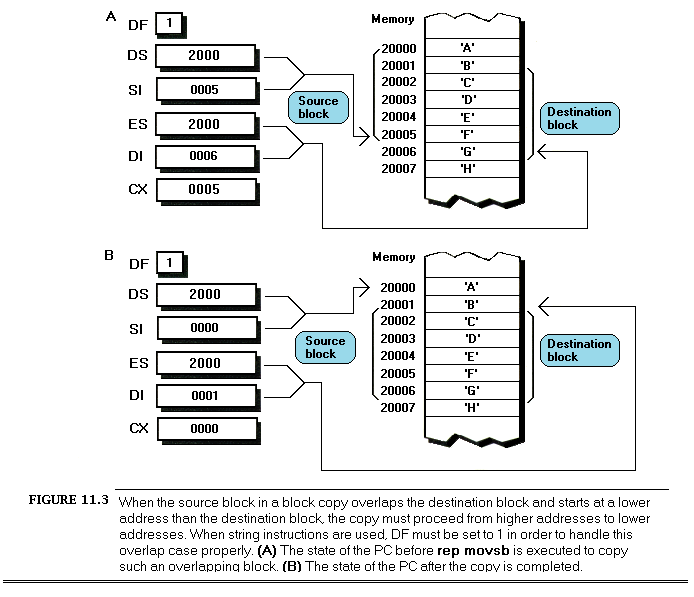 A
DF 1
DS 2000
SI 0005
ES 2000
DI 0006
CX 0005
Source
block
Memory
20000 'A'
20001 'B'
20002 'C'
20003 'D'
20004 'E'
20005 'F'
20006 'G'
20007 'H'
Destination
block
B
DF 1
DS 2000
SI 0000
ES 2000
DI 0001
CX 0000
Source
block
Memory
20000 'A'
20001 'B'
20002 'C'
20003 'D'
20004 'E'
20005 'F'
20006 'G'
20007 'H'
Destination
block
FIGURE 11.3 When the source block in a block copy overlaps the destination block and starts at a lower
address than the destination block, the copy must proceed from higher addresses to lower
addresses. When string instructions are used, DF must be set to 1 in order to handle this
overlap case properly. (A) The state of the PC before rep movsb is executed to copy
such an overlapping block. (B) The state of the PC after the copy is completed.